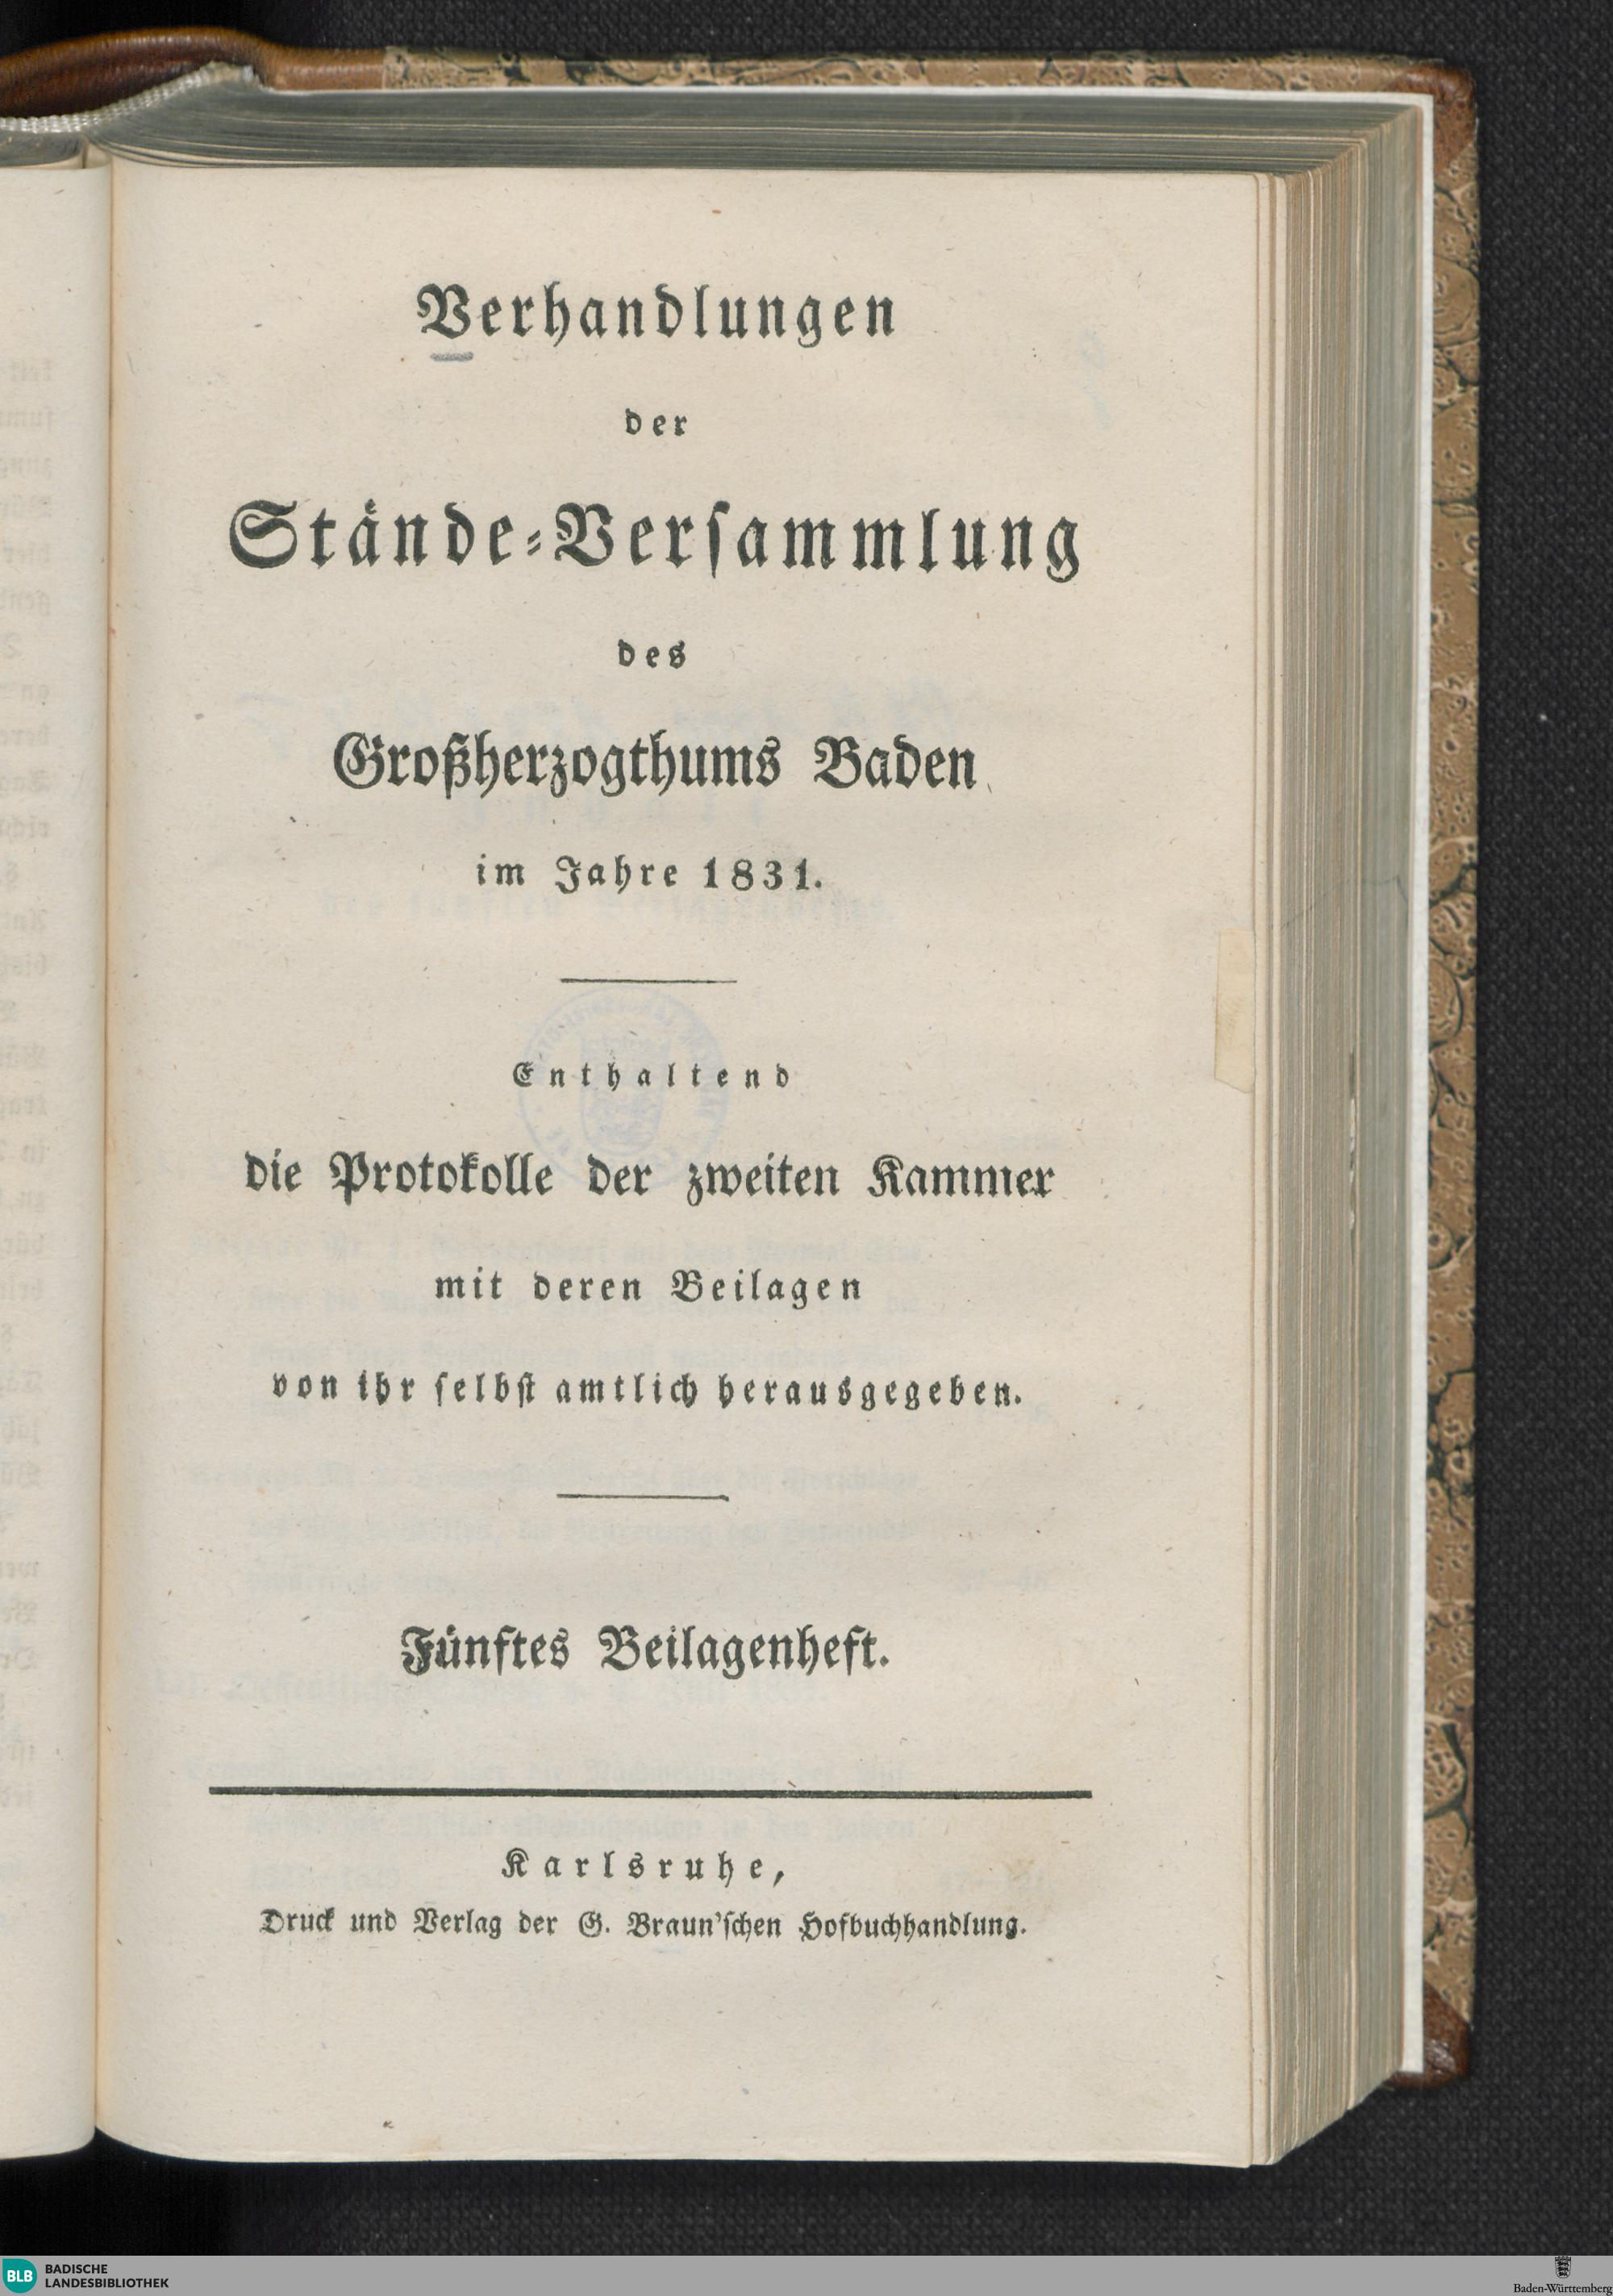 Verhandlungen
der
Stände-Versammlung
des
Großherzogthums Baden
im Jahre 1831.
Enthaltend
die Protokolle der zweiten Kammer
mit deren Beilagen
von ihr selbst amtlich herausgegeben.
Fünftes Beilagenheft.
Karlsruhe,
Druck und Verlag der G. Braun'schen Hofbuchhandlung.
BLB BADISCHE
LANDESBIBLIOTHEK
Baden-Württemberg